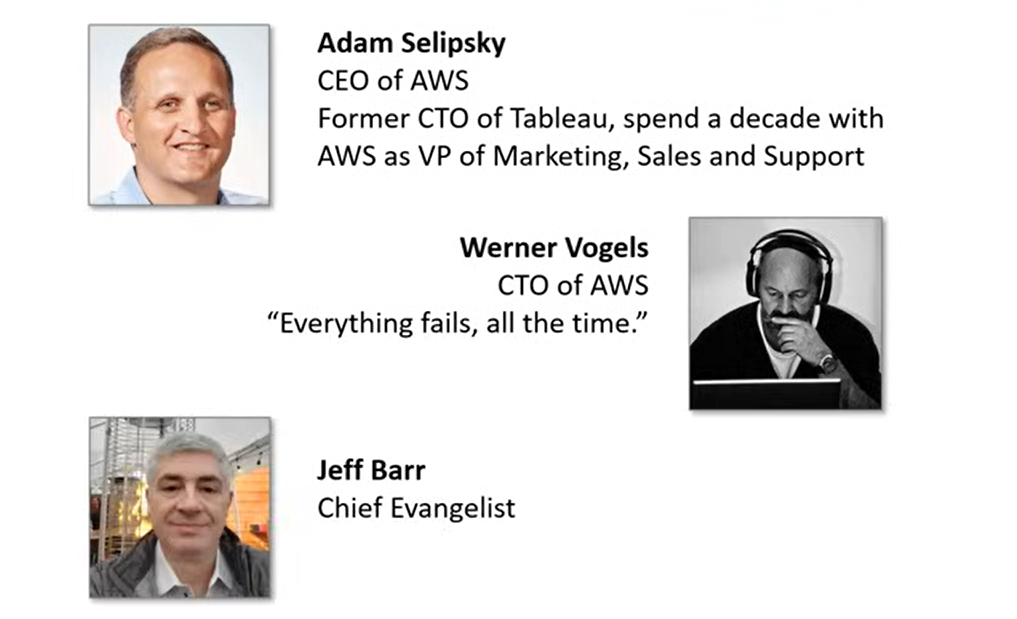 Adam Selipsky
CEO of AWS
Former CTO of Tableau, spend a decade with
AWS as VP of Marketing, Sales and Support
Werner Vogels
CTO of AWS
“Everything fails, all the time.”
Jeff Barr
Chief Evangelist